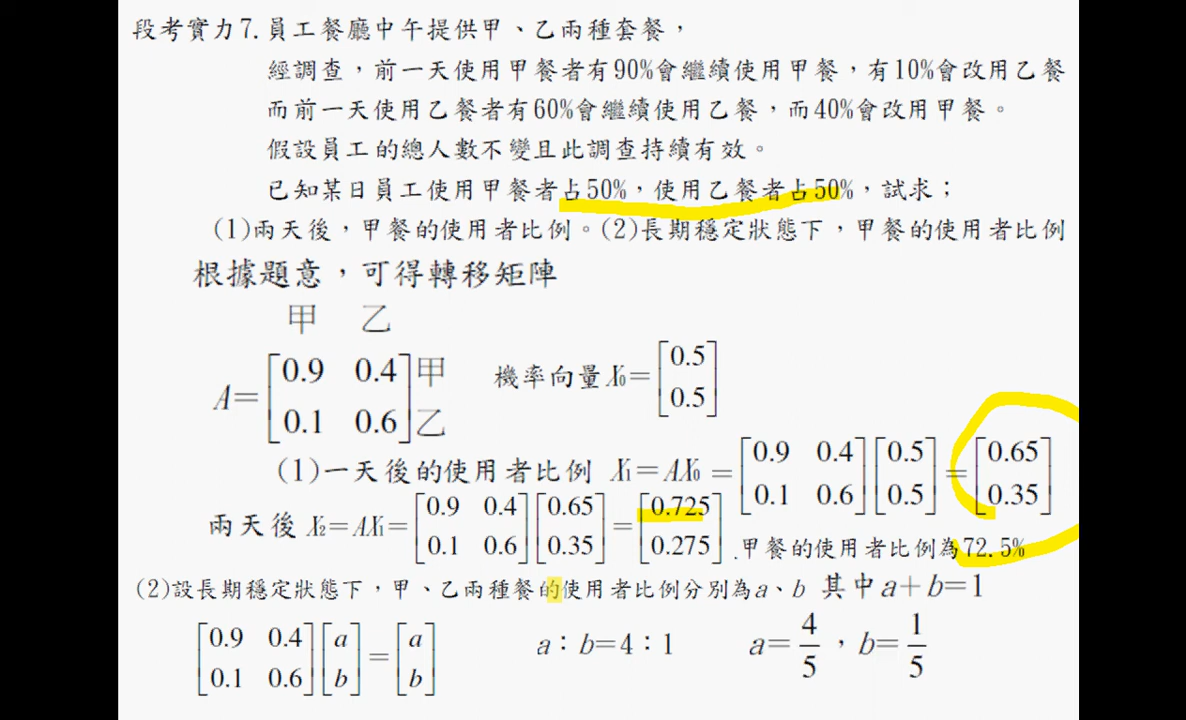 段考實力7.員工餐廳中午提供甲、乙兩種套餐，
經調查，前一天使用甲餐者有90%會繼續使用甲餐，有10%會改用乙餐
而前一天使用乙餐者有60%會繼續使用乙餐，而40%會改用甲餐。
假設員工的總人數不變且此調查持續有效。
已知某日員工使用甲餐者占50%，使用乙餐者占50%，試求；
(1)兩天後，甲餐的使用者比例。(2)長期穩定狀態下，甲餐的使用者比例
根據題意，可得轉移矩陣
甲 乙
A=[0.9 0.4]甲 機率向量X₀=[0.5]
[0.1 0.6]乙 [0.5]
(1)一天後的使用者比例 X₁=AX₀=[0.9 0.4][0.5]=[0.65]
[0.1 0.6][0.5] [0.35]
兩天後X₂=AX₁=[0.9 0.4][0.65]=[0.725]
[0.1 0.6][0.35] [0.275] .甲餐的使用者比例為72.5%
(2)設長期穩定狀態下，甲、乙兩種餐的使用者比例分別為a、b 其中a+b=1
[0.9 0.4][a]=[a] a：b=4：1 a=4/5，b=1/5
[0.1 0.6][b] [b]